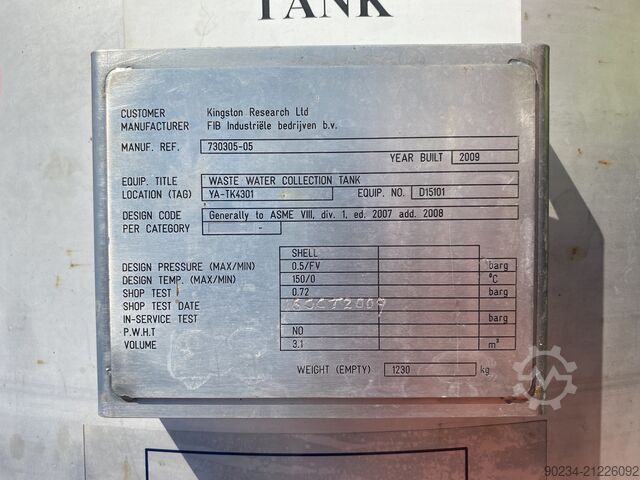 TANK
CUSTOMER Kingston Research Ltd
MANUFACTURER FIB Industriële bedrijven b.v.
MANUF. REF. 730305-05
YEAR BUILT 2009
EQUIP. TITLE WASTE WATER COLLECTION TANK
LOCATION (TAG) YA-TK4301 EQUIP. NO. D15101
DESIGN CODE Generally to ASME VIII, div. 1, ed. 2007 add. 2008
PER CATEGORY -
SHELL
DESIGN PRESSURE (MAX/MIN) 0.5/FV barg
DESIGN TEMP. (MAX/MIN) 150/0 °C
SHOP TEST 0.72 barg
SHOP TEST DATE OCT 2009
IN-SERVICE TEST barg
P.W.H.T NO
VOLUME 3.1 m³
WEIGHT (EMPTY) 1230 kg
90234-21226092